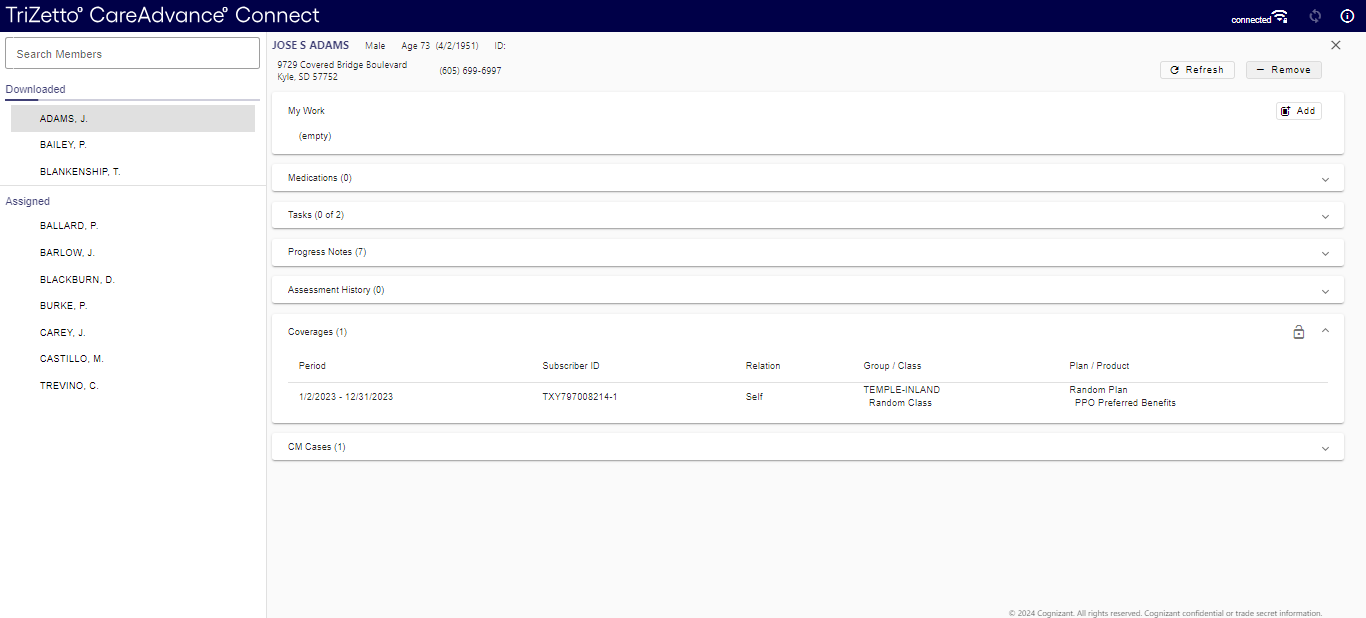 TriZetto® CareAdvance® Connect
connected
Search Members
Downloaded
ADAMS, J.
BAILEY, P.
BLANKENSHIP, T.
Assigned
BALLARD, P.
BARLOW, J.
BLACKBURN, D.
BURKE, P.
CAREY, J.
CASTILLO, M.
TREVINO, C.
JOSE S ADAMS Male Age 73 (4/2/1951) ID:
9729 Covered Bridge Boulevard
Kyle, SD 57752
(605) 699-6997
Refresh
Remove
My Work
Add
(empty)
Medications (0)
Tasks (0 of 2)
Progress Notes (7)
Assessment History (0)
Coverages (1)
Period Subscriber ID Relation Group / Class Plan / Product
1/2/2023 - 12/31/2023 TXY797008214-1 Self TEMPLE-INLAND Random Plan
Random Class PPO Preferred Benefits
CM Cases (1)
© 2024 Cognizant. All rights reserved. Cognizant confidential or trade secret information.